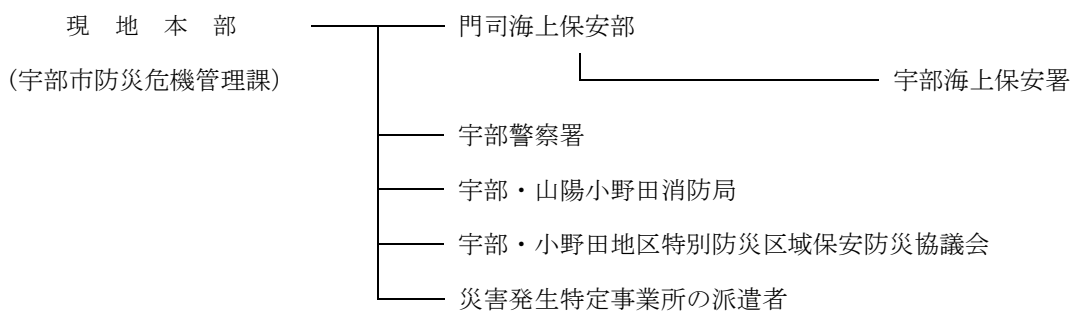 現地本部 門司海上保安部
(宇部市防災危機管理課) 宇部海上保安署
宇部警察署
宇部・山陽小野田消防局
宇部・小野田地区特別防災区域保安防災協議会
災害発生特定事業所の派遣者